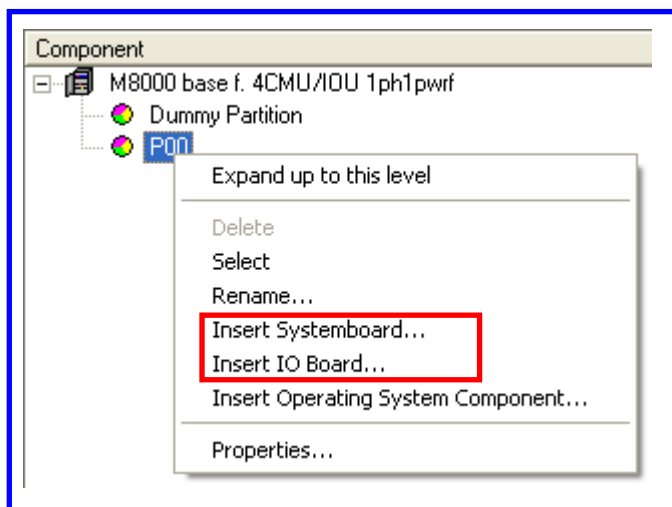 Component
M8000 base f. 4CMU/IOU 1ph1pwrf
Dummy Partition
P00
Expand up to this level
Delete
Select
Rename...
Insert Systemboard...
Insert IO Board...
Insert Operating System Component...
Properties...